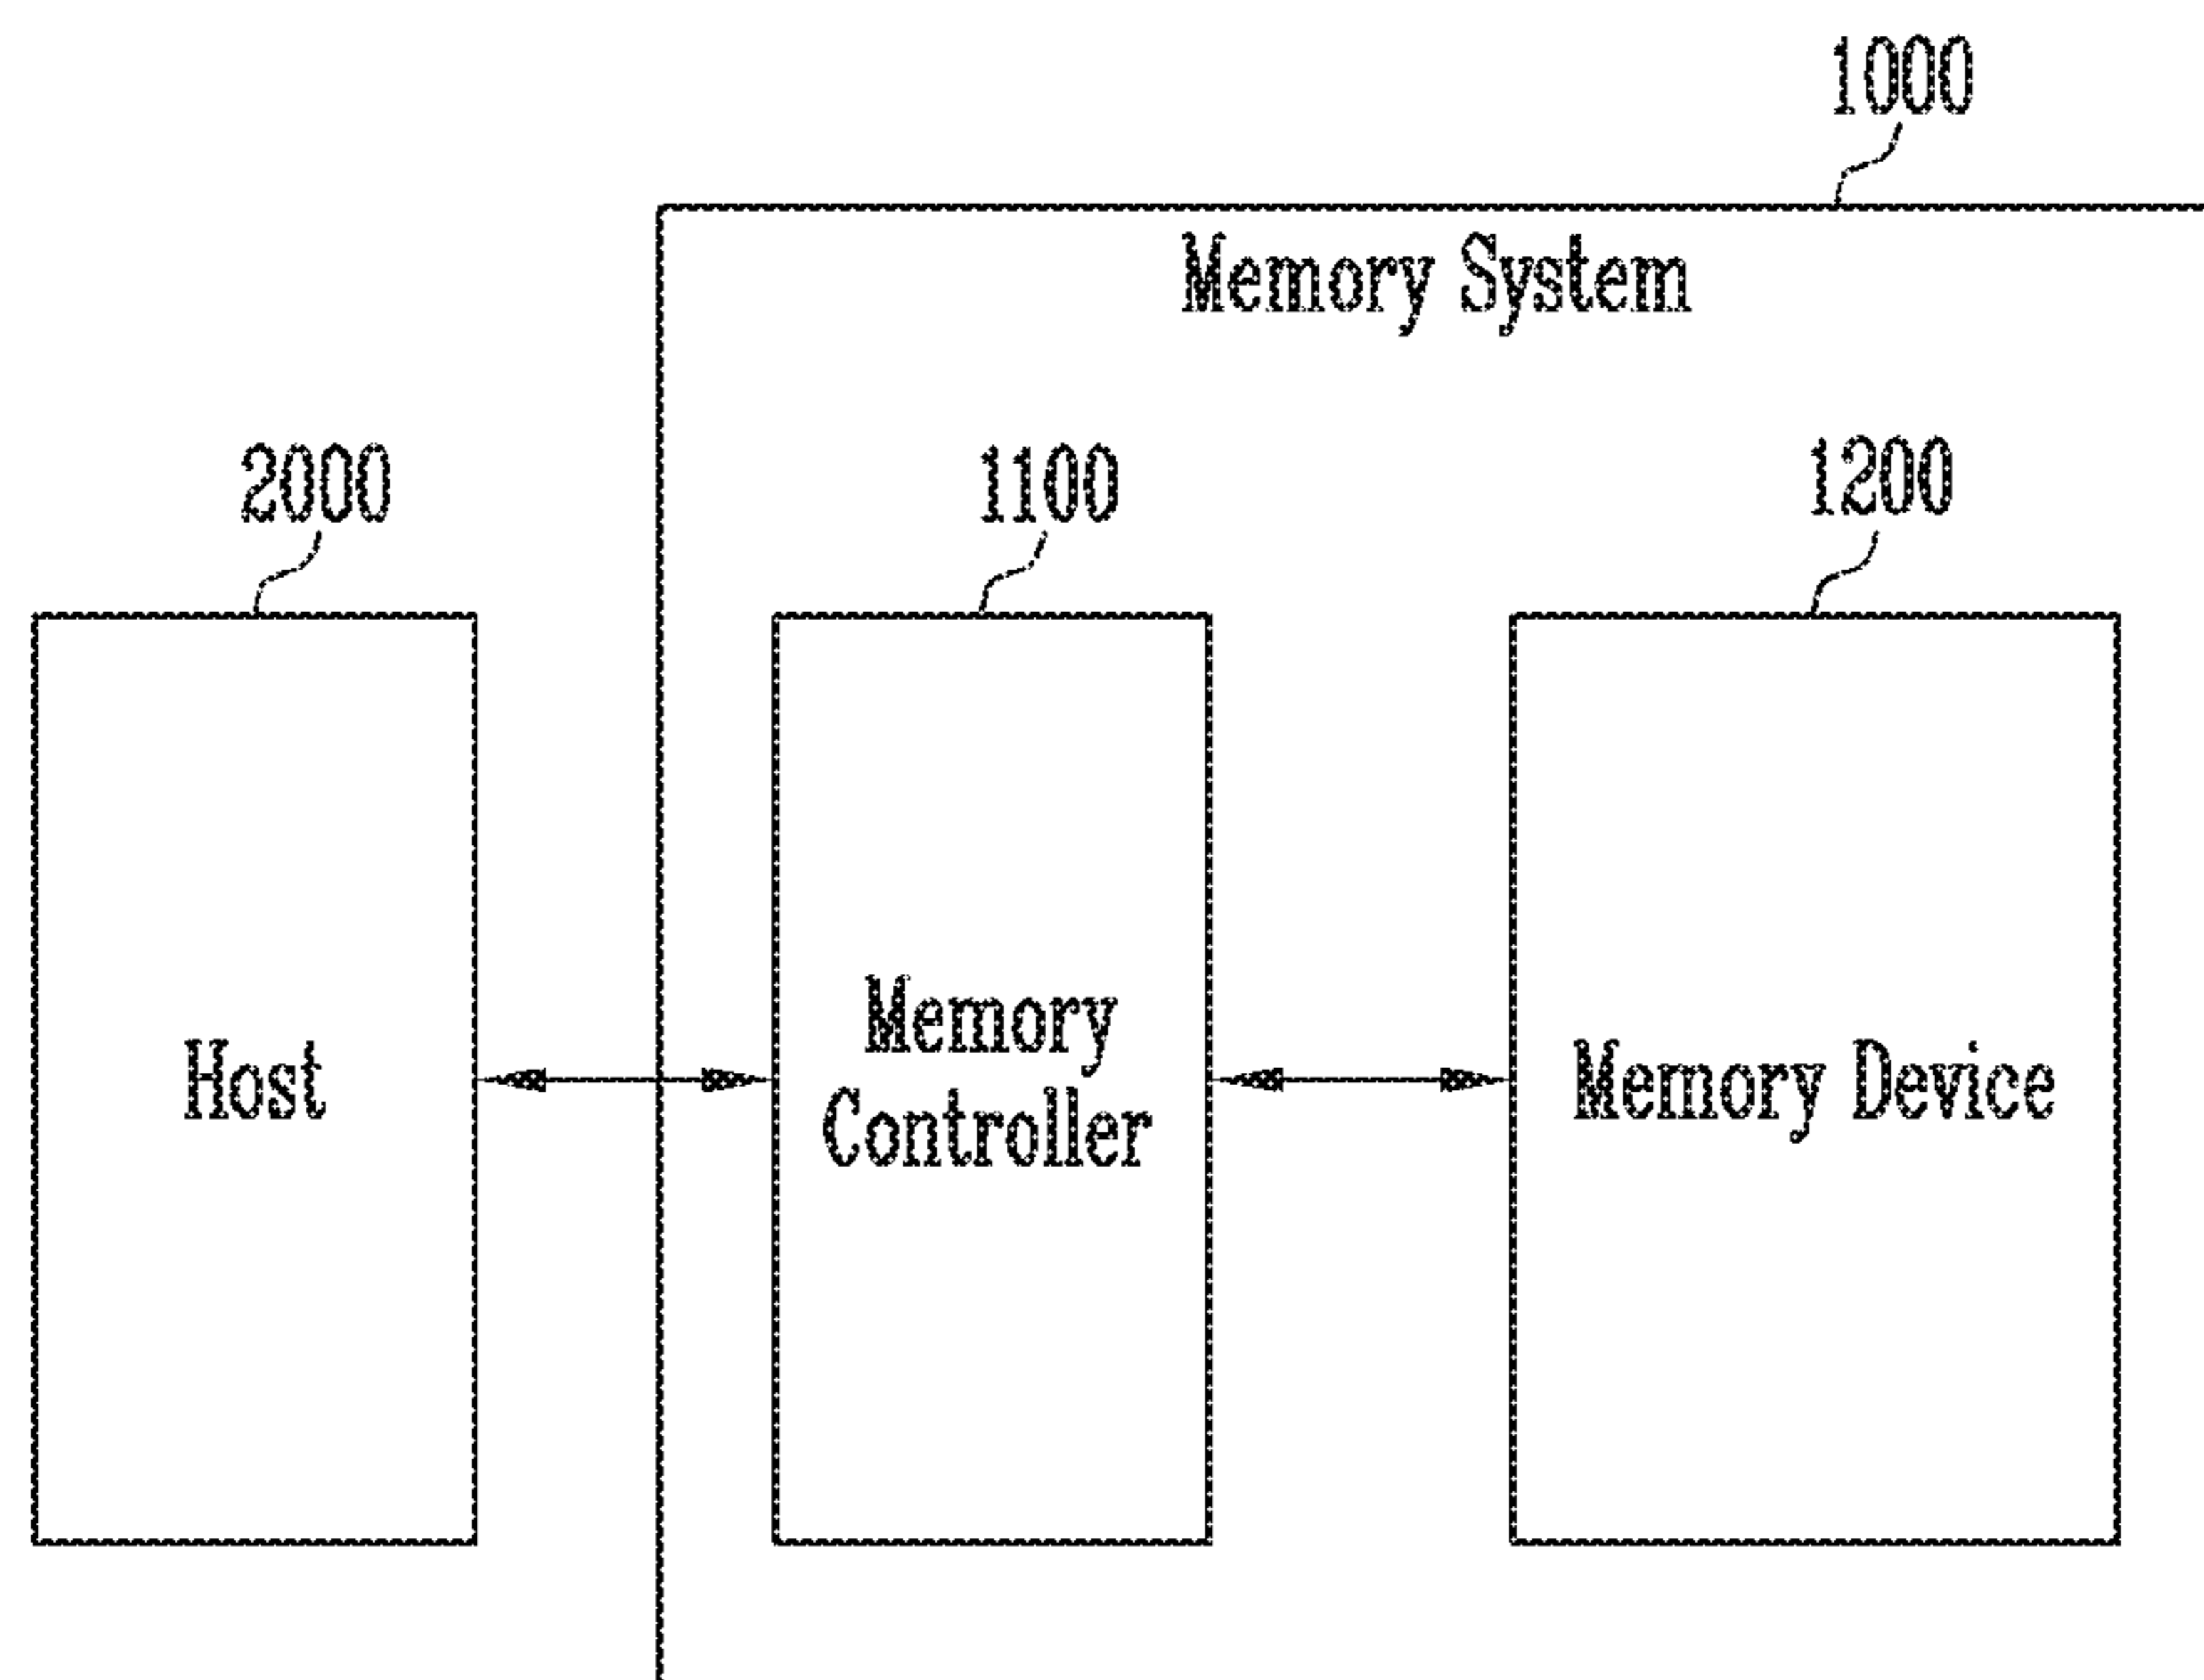 1000
Memory System
2000
1100
1200
Host
Memory
Controller
Memory Device